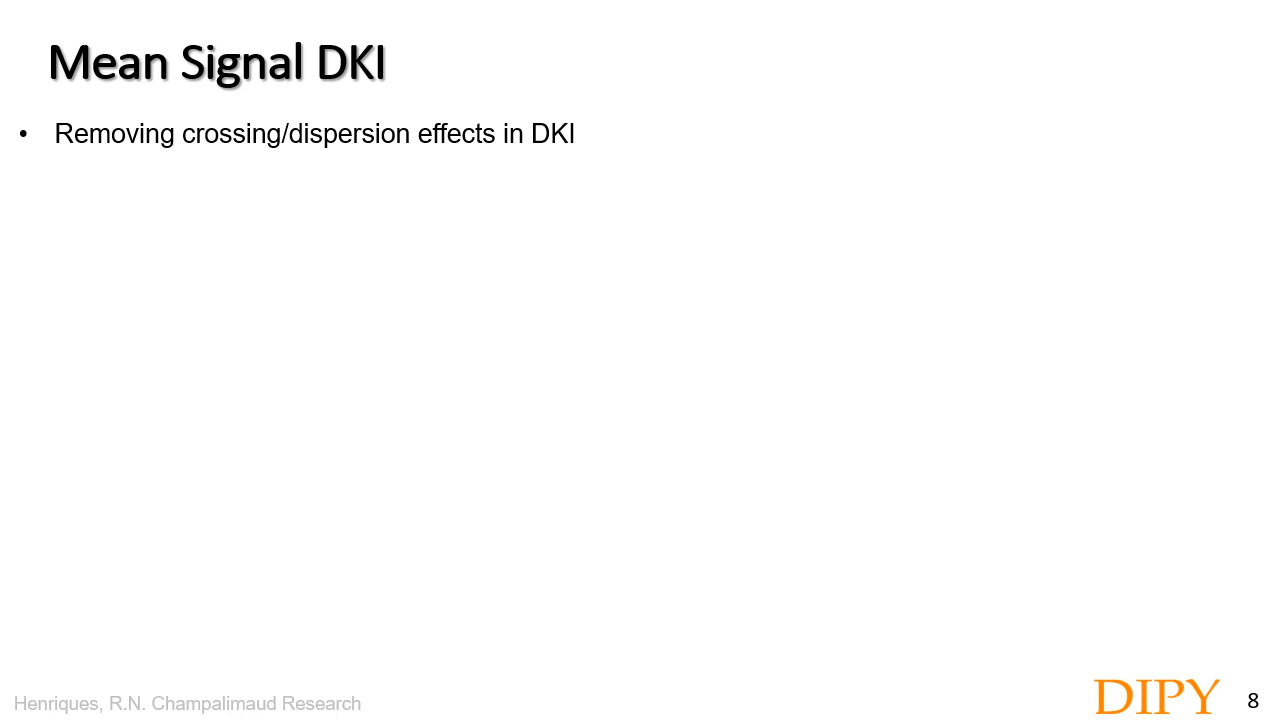 Mean Signal DKI
• Removing crossing/dispersion effects in DKI
Henriques, R.N. Champalimaud Research
DIPY
8